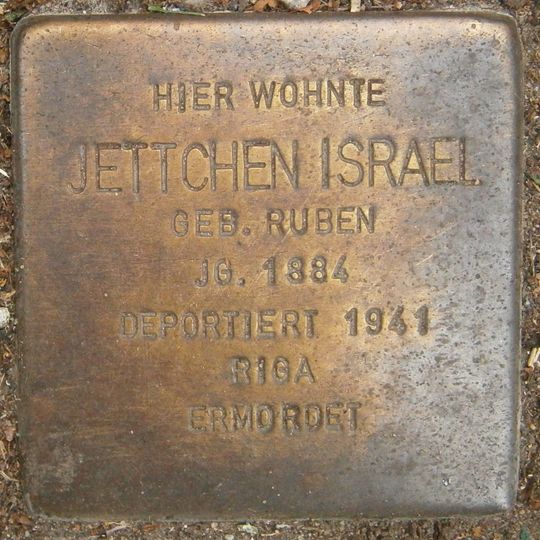 HIER WOHNTE
JETTCHEN ISRAEL
GEB. RUBEN
JG. 1884
DEPORTIERT 1941
RIGA
ERMORDET